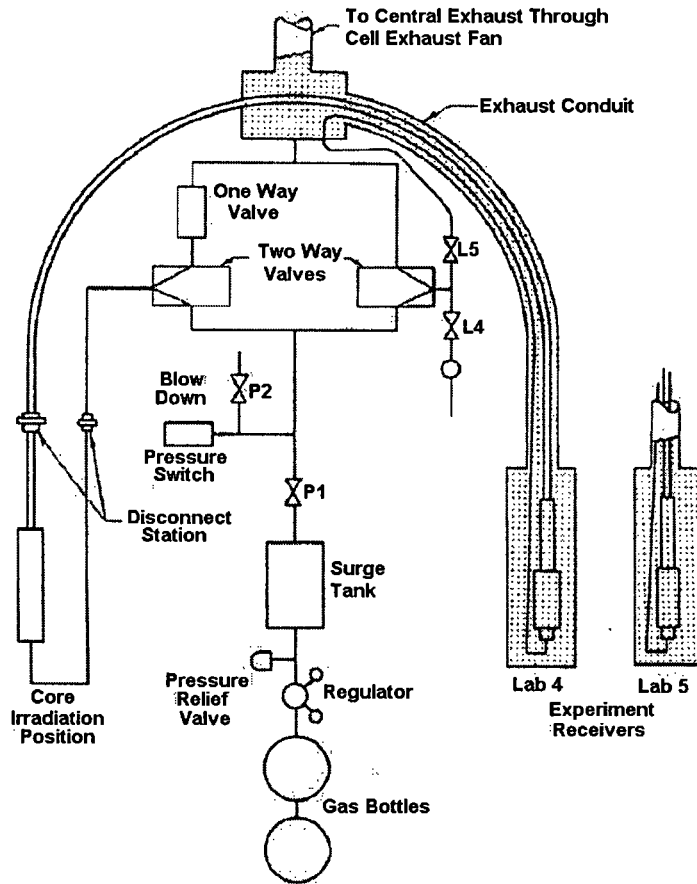 To Central Exhaust Through
Cell Exhaust Fan
Exhaust Conduit
One Way
Valve
Two Way
Valves
L5
L4
Blow
Down
P2
Pressure
Switch
P1
Disconnect
Station
Surge
Tank
Pressure
Relief
Valve
Regulator
Core
Irradiation
Position
Lab 4
Lab 5
Experiment
Receivers
Gas Bottles